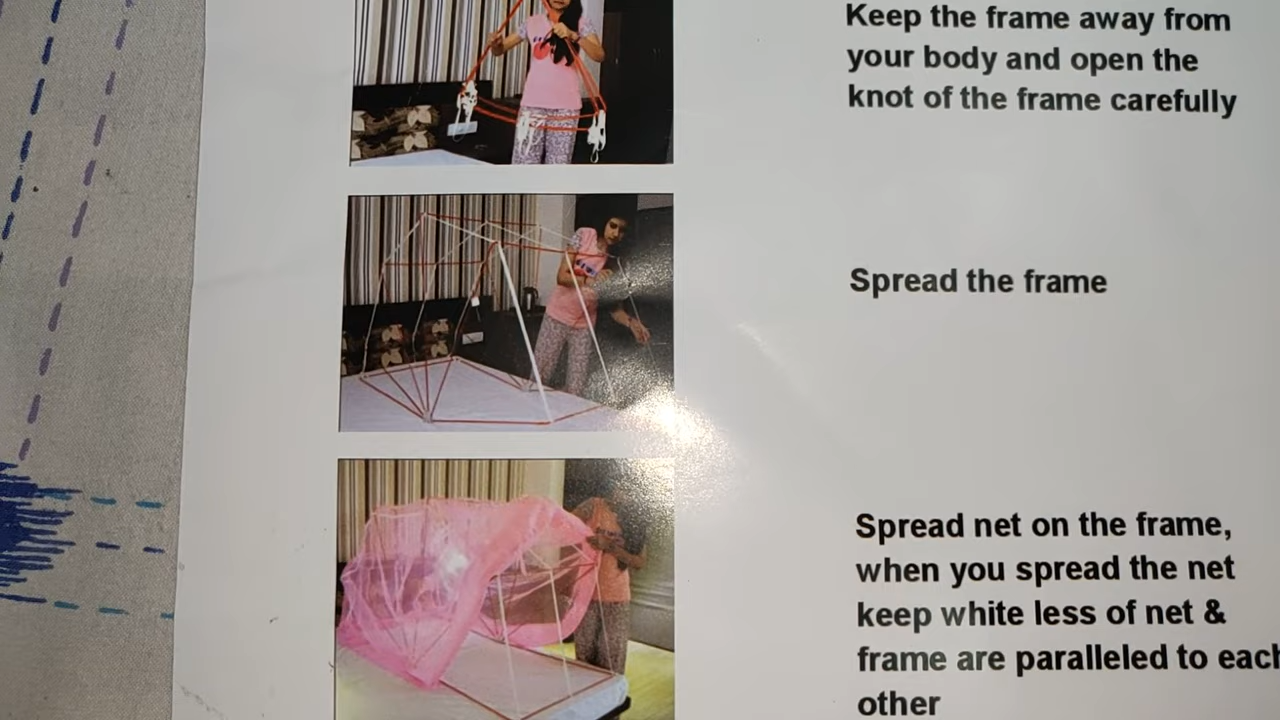 Keep the frame away from
your body and open the
knot of the frame carefully
Spread the frame
Spread net on the frame,
when you spread the net
keep white less of net &
frame are paralleled to each
other